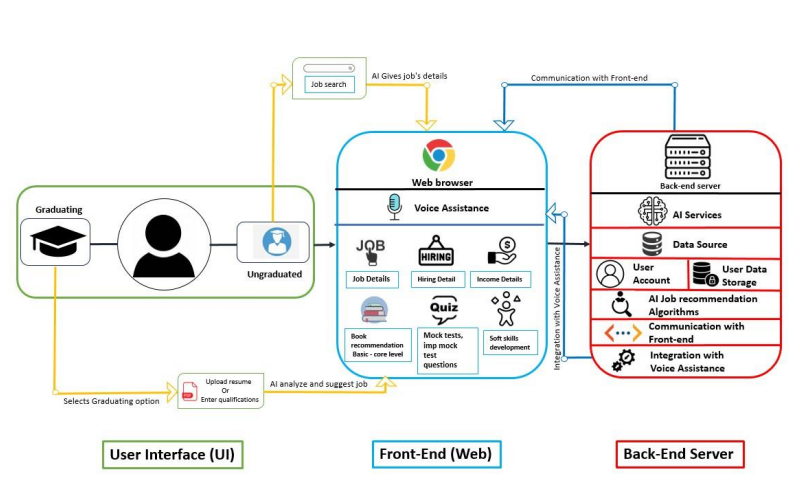 Job search
AI Gives job's details
Communication with Front-end
Graduating
Ungraduated
Web browser
Voice Assistance
JOB
HIRING
Job Details
Hiring Detail
Income Details
Quiz
Book
recommendation
Basic - core level
Mock tests,
imp mock
test
questions
Soft skills
development
Integration with Voice Assistance
Back-end server
AI Services
Data Source
User
Account
User Data
Storage
AI Job recommendation
Algorithms
Communication with
Front-end
Integration with
Voice Assistance
Selects Graduating option
PDF
Upload resume
Or
Enter qualifications
AI analyze and suggest job
User Interface (UI)
Front-End (Web)
Back-End Server